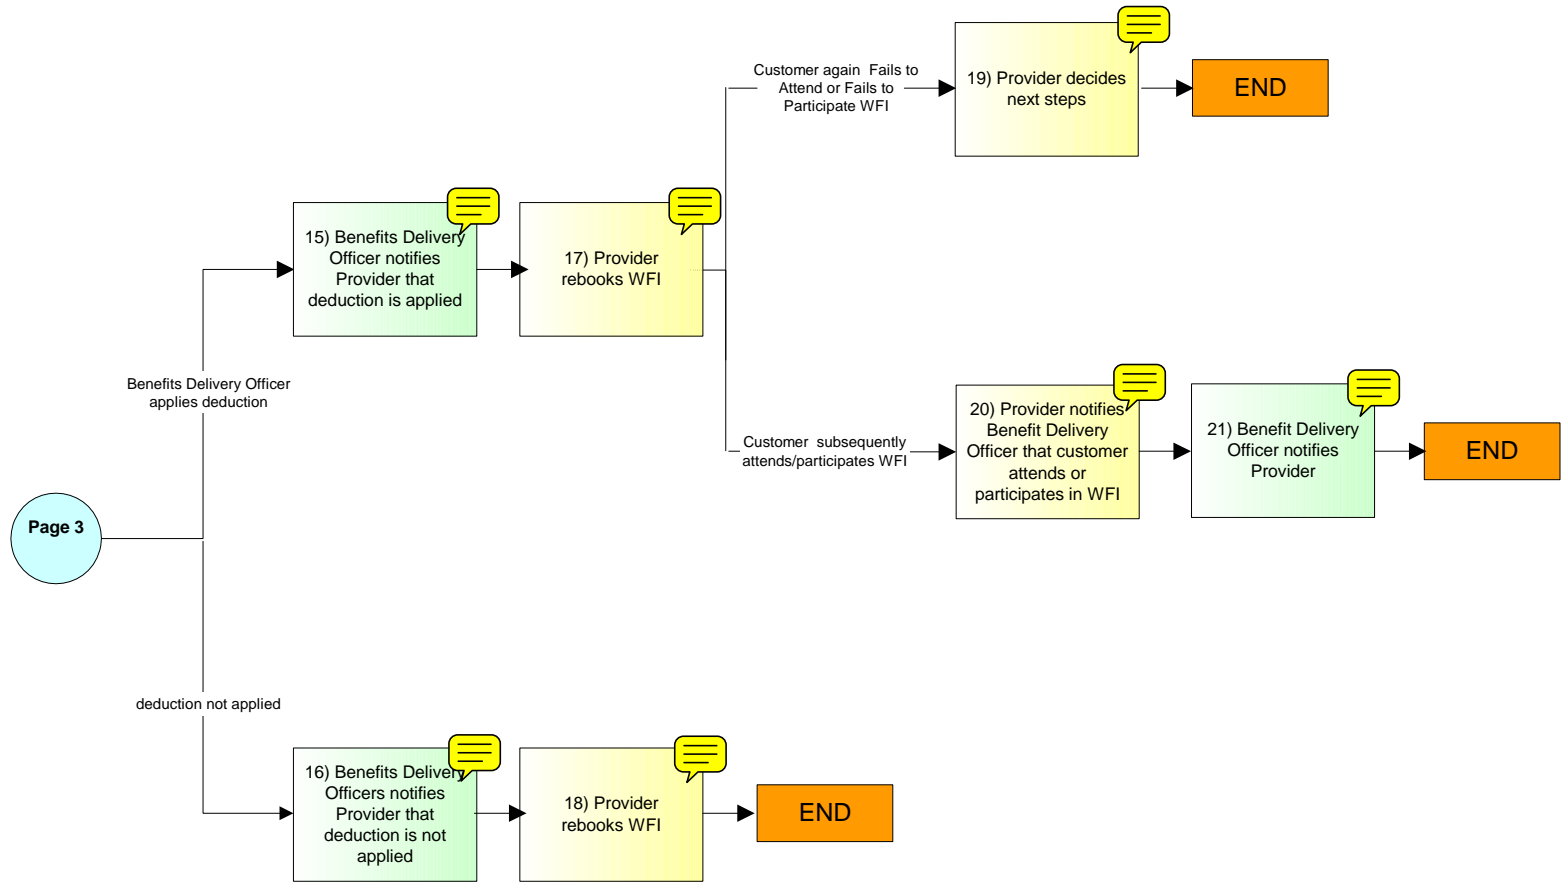 Customer again Fails to
Attend or Fails to
Participate WFI
19) Provider decides
next steps
END
15) Benefits Delivery
Officer notifies
Provider that
deduction is applied
17) Provider
rebooks WFI
Benefits Delivery Officer
applies deduction
Customer subsequently
attends/participates WFI
20) Provider notifies
Benefit Delivery
Officer that customer
attends or
participates in WFI
21) Benefit Delivery
Officer notifies
Provider
END
Page 3
deduction not applied
16) Benefits Delivery
Officers notifies
Provider that
deduction is not
applied
18) Provider
rebooks WFI
END